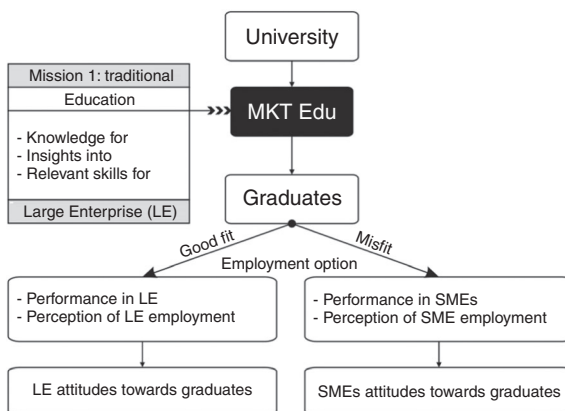 University
Mission 1: traditional
Education
- Knowledge for
- Insights into
- Relevant skills for
Large Enterprise (LE)
MKT Edu
Graduates
Good fit
Misfit
Employment option
- Performance in LE
- Perception of LE employment
- Performance in SMEs
- Perception of SME employment
LE attitudes towards graduates
SMEs attitudes towards graduates